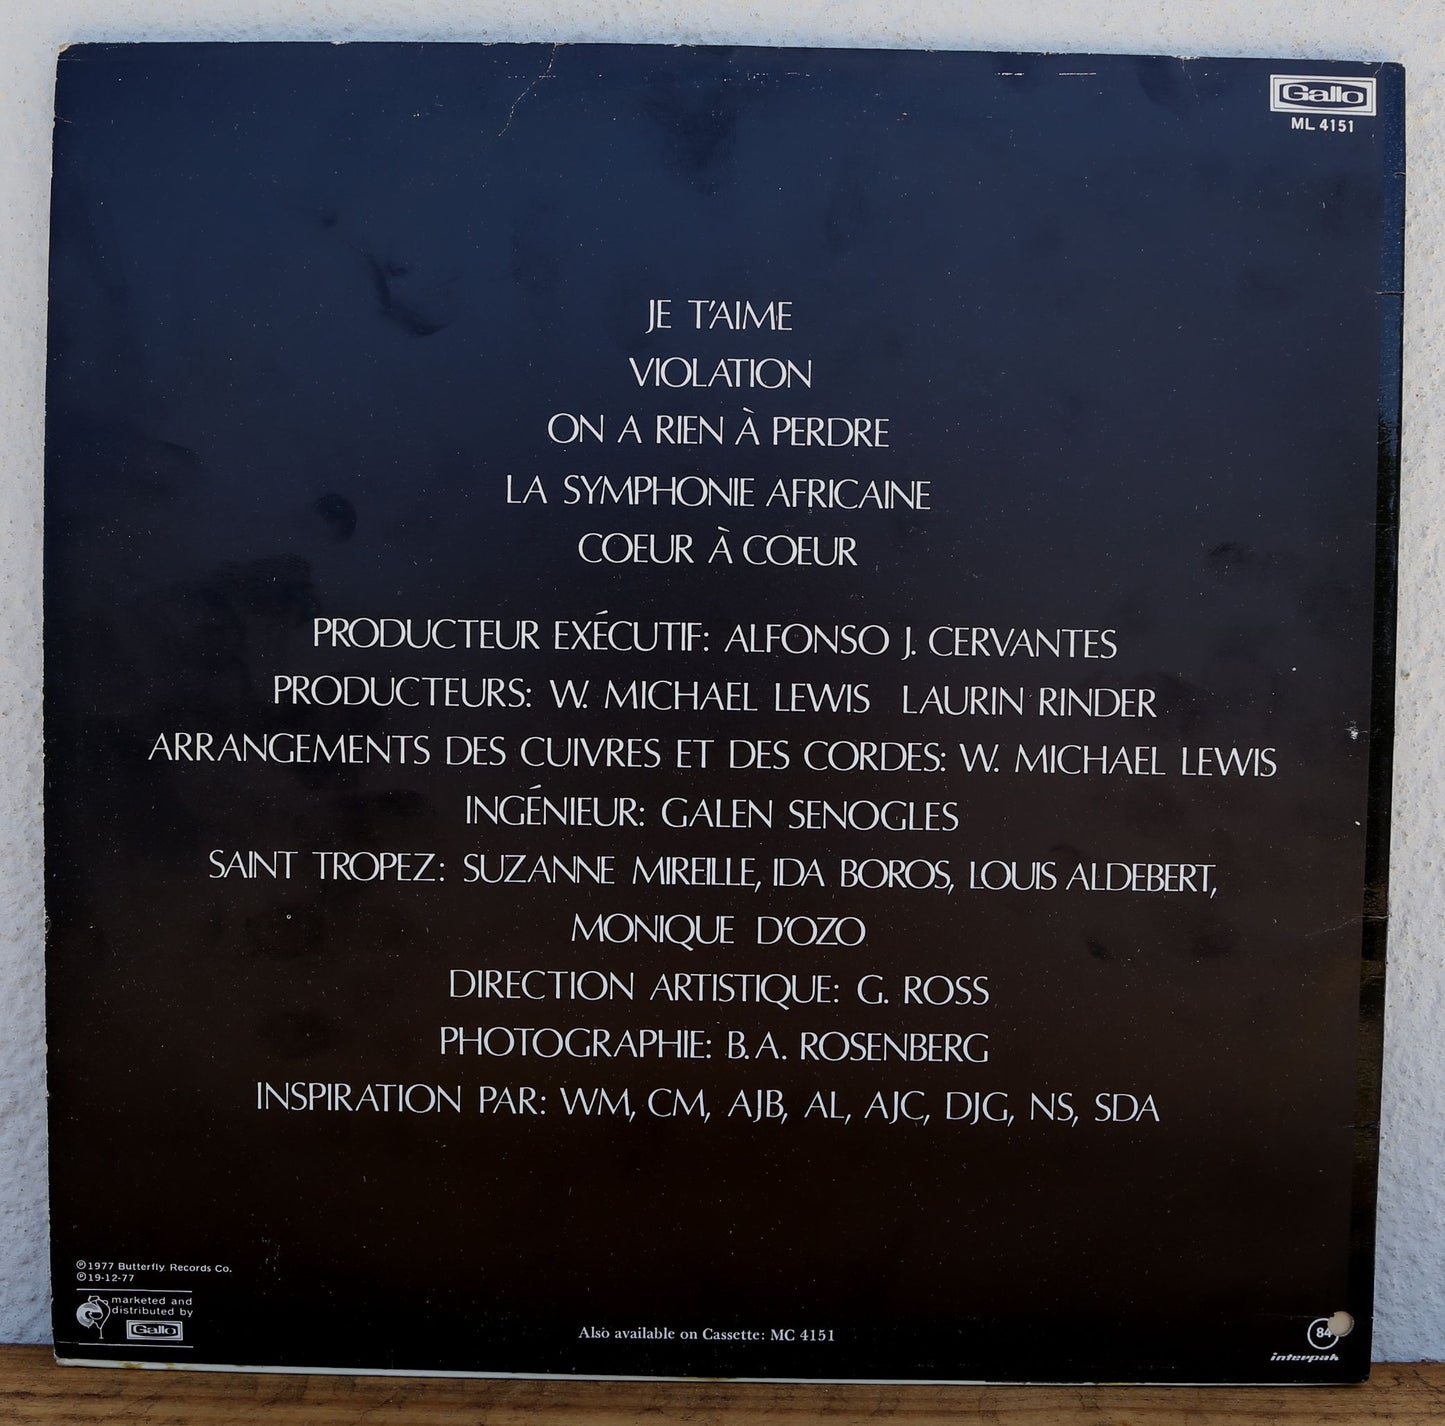 Gallo
ML 4151
JE T'AIME
VIOLATION
ON A RIEN À PERDRE
LA SYMPHONIE AFRICAINE
COEUR À COEUR
PRODUCTEUR EXÉCUTIF: ALFONSO J. CERVANTES
PRODUCTEURS: W. MICHAEL LEWIS LAURIN RINDER
ARRANGEMENTS DES CUIVRES ET DES CORDES: W. MICHAEL LEWIS
INGÉNIEUR: GALEN SENOGLES
SAINT TROPEZ: SUZANNE MIREILLE, IDA BOROS, LOUIS ALDEBERT,
MONIQUE D'OZO
DIRECTION ARTISTIQUE: G. ROSS
PHOTOGRAPHIE: B.A. ROSENBERG
INSPIRATION PAR: WM, CM, AJB, AL, AJC, DJG, NS, SDA
℗1977 Butterfly Records Co.
℗19-12-77
marketed and
distributed by
Gallo
Also available on Cassette: MC 4151
84
interpak